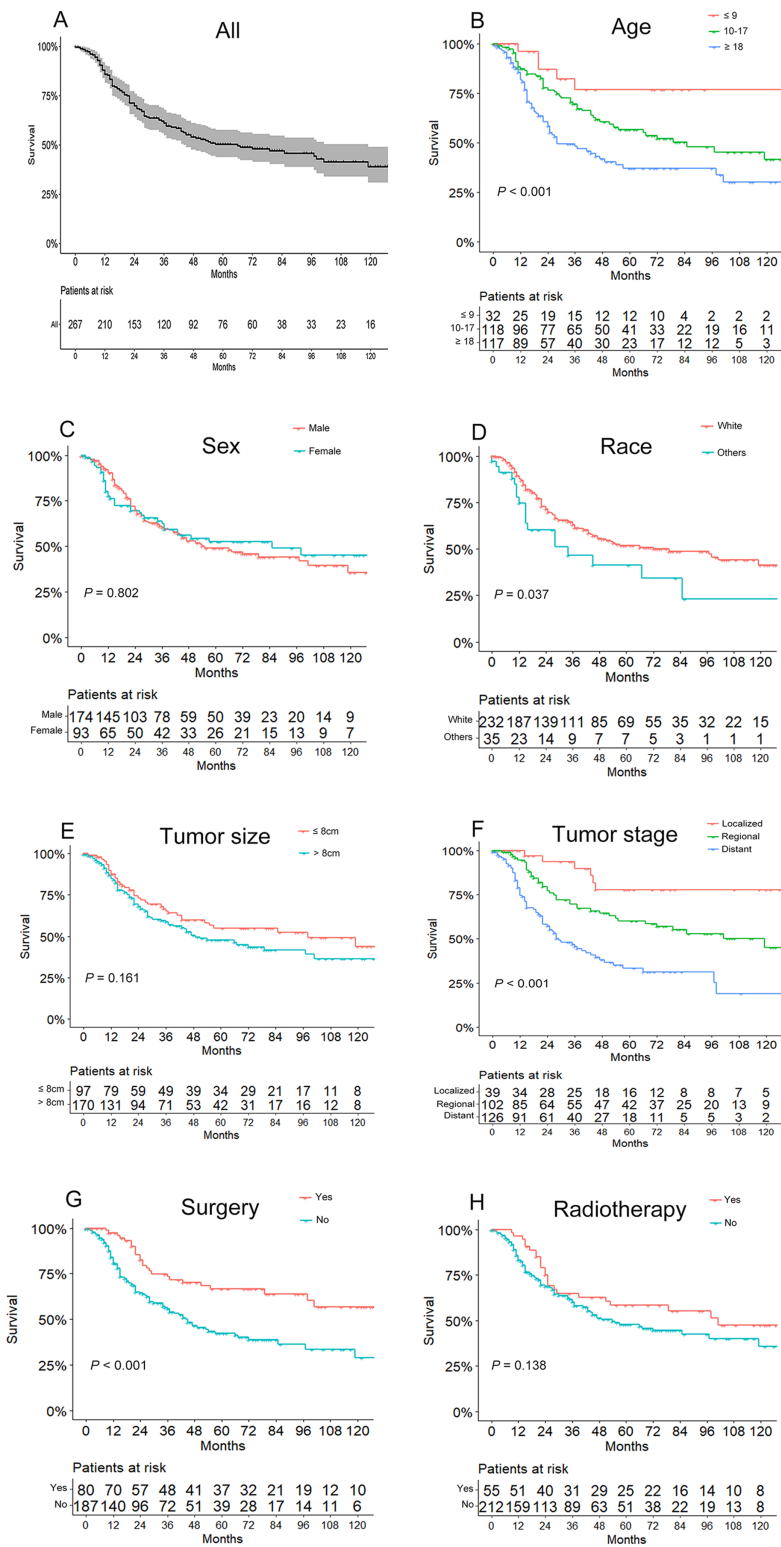 A
All
100%
75%
50%
25%
0%
Survival
0 12 24 36 48 60 72 84 96 108 120
Months
Patients at risk
All 267 210 153 120 92 76 60 38 33 23 16
0 12 24 36 48 60 72 84 96 108 120
Months
B
Age
≤ 9
10-17
≥ 18
100%
75%
50%
25%
0%
Survival
P < 0.001
0 12 24 36 48 60 72 84 96 108 120
Months
Patients at risk
≤ 9 32 25 19 15 12 12 10 4 2 2 2
10-17 118 96 77 65 50 41 33 22 19 16 11
≥ 18 117 89 57 40 30 23 17 12 12 5 3
0 12 24 36 48 60 72 84 96 108 120
Months
C
Sex
Male
Female
100%
75%
50%
25%
0%
Survival
P = 0.802
0 12 24 36 48 60 72 84 96 108 120
Months
Patients at risk
Male 174 145 103 78 59 50 39 23 20 14 9
Female 93 65 50 42 33 26 21 15 13 9 7
0 12 24 36 48 60 72 84 96 108 120
Months
D
Race
White
Others
100%
75%
50%
25%
0%
Survival
P = 0.037
0 12 24 36 48 60 72 84 96 108 120
Months
Patients at risk
White 232 187 139 111 85 69 55 35 32 22 15
Others 35 23 14 9 7 7 5 3 1 1 1
0 12 24 36 48 60 72 84 96 108 120
Months
E
Tumor size
≤ 8cm
> 8cm
100%
75%
50%
25%
0%
Survival
P = 0.161
0 12 24 36 48 60 72 84 96 108 120
Months
Patients at risk
≤ 8cm 97 79 59 49 39 34 29 21 17 11 8
> 8cm 170 131 94 71 53 42 31 17 16 12 8
0 12 24 36 48 60 72 84 96 108 120
Months
F
Tumor stage
Localized
Regional
Distant
100%
75%
50%
25%
0%
Survival
P < 0.001
0 12 24 36 48 60 72 84 96 108 120
Months
Patients at risk
Localized 39 34 28 25 18 16 12 8 8 7 5
Regional 102 85 64 55 47 42 37 25 20 13 9
Distant 126 91 61 40 27 18 11 5 5 3 2
0 12 24 36 48 60 72 84 96 108 120
Months
G
Surgery
Yes
No
100%
75%
50%
25%
0%
Survival
P < 0.001
0 12 24 36 48 60 72 84 96 108 120
Months
Patients at risk
Yes 80 70 57 48 41 37 32 21 19 12 10
No 187 140 96 72 51 39 28 17 14 11 6
0 12 24 36 48 60 72 84 96 108 120
Months
H
Radiotherapy
Yes
No
100%
75%
50%
25%
0%
Survival
P = 0.138
0 12 24 36 48 60 72 84 96 108 120
Months
Patients at risk
Yes 55 51 40 31 29 25 22 16 14 10 8
No 212 159 113 89 63 51 38 22 19 13 8
0 12 24 36 48 60 72 84 96 108 120
Months